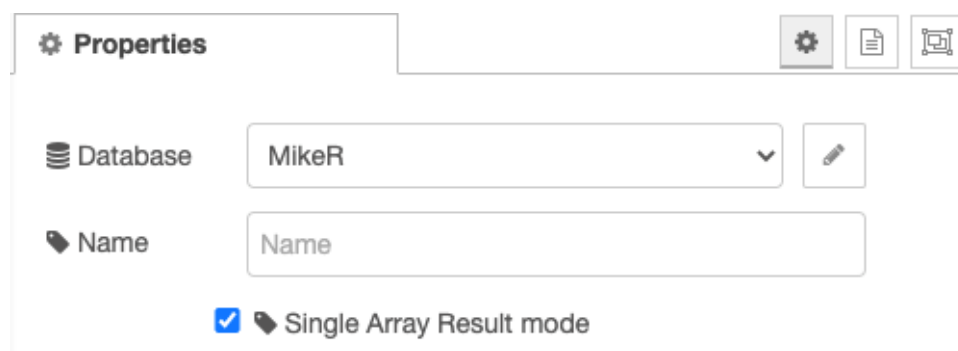 Properties
Database MikeR
Name Name
Single Array Result mode